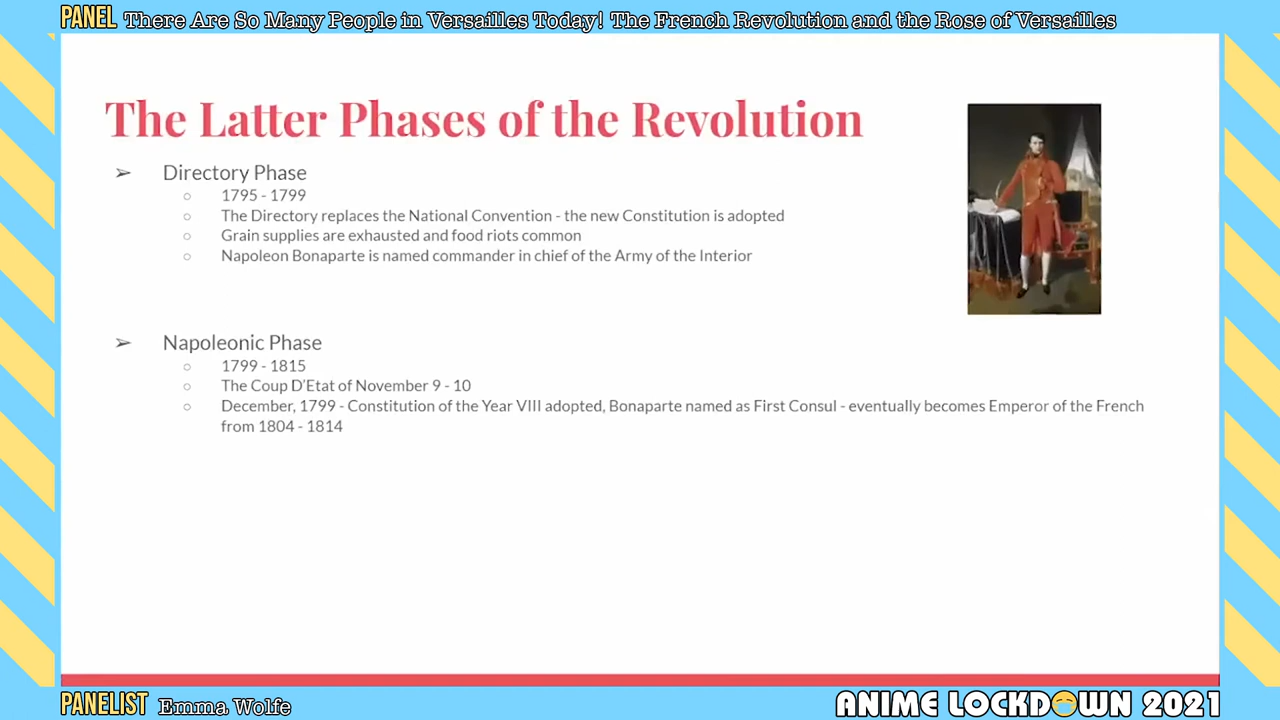 PANEL There Are So Many People in Versailles Today! The French Revolution and the Rose of Versailles
The Latter Phases of the Revolution
➢ Directory Phase
○ 1795 - 1799
○ The Directory replaces the National Convention - the new Constitution is adopted
○ Grain supplies are exhausted and food riots common
○ Napoleon Bonaparte is named commander in chief of the Army of the Interior
➢ Napoleonic Phase
○ 1799 - 1815
○ The Coup D'Etat of November 9 - 10
○ December, 1799 - Constitution of the Year VIII adopted, Bonaparte named as First Consul - eventually becomes Emperor of the French
from 1804 - 1814
PANELIST Emma Wolfe
ANIME LOCKDOWN 2021